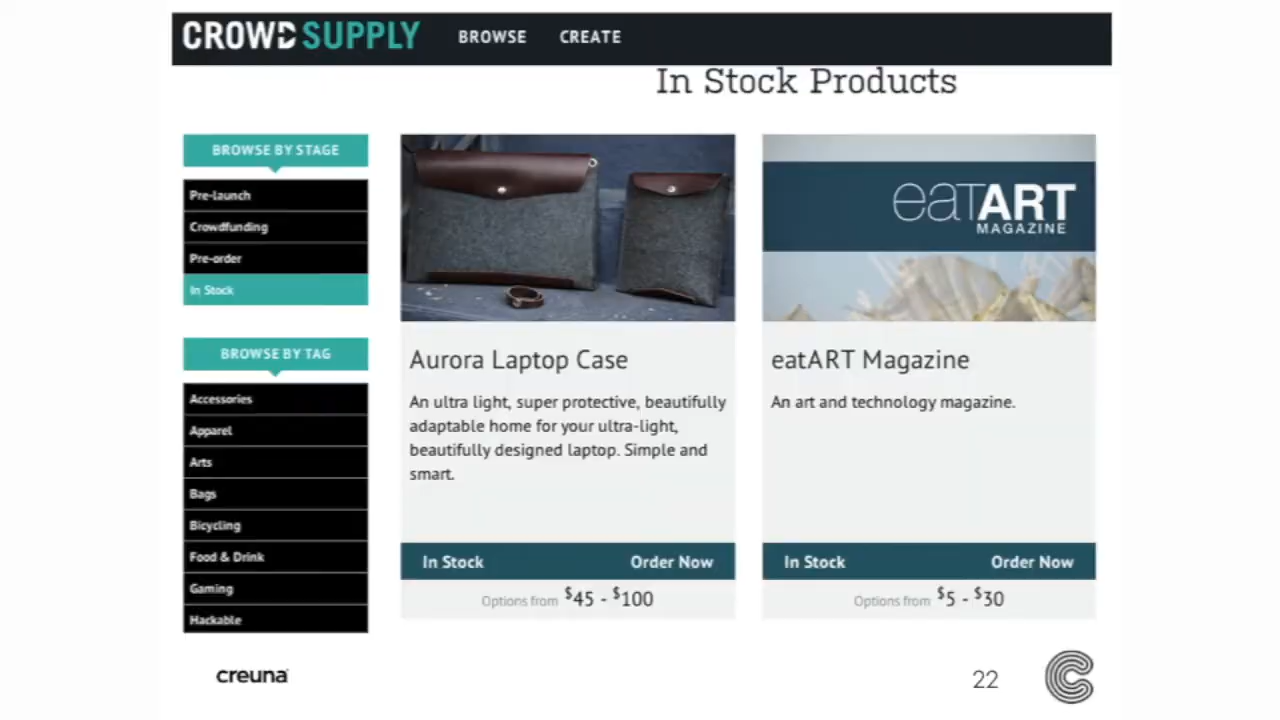 CROWDSUPPLY BROWSE CREATE
In Stock Products
BROWSE BY STAGE
Pre-launch
Crowdfunding
Pre-order
In Stock
BROWSE BY TAG
Accessories
Apparel
Arts
Bags
Bicycling
Food & Drink
Gaming
Hackable
Aurora Laptop Case
An ultra light, super protective, beautifully
adaptable home for your ultra-light,
beautifully designed laptop. Simple and
smart.
In Stock Order Now
Options from $45 - $100
eatART
MAGAZINE
eatART Magazine
An art and technology magazine.
In Stock Order Now
Options from $5 - $30
creuna
22